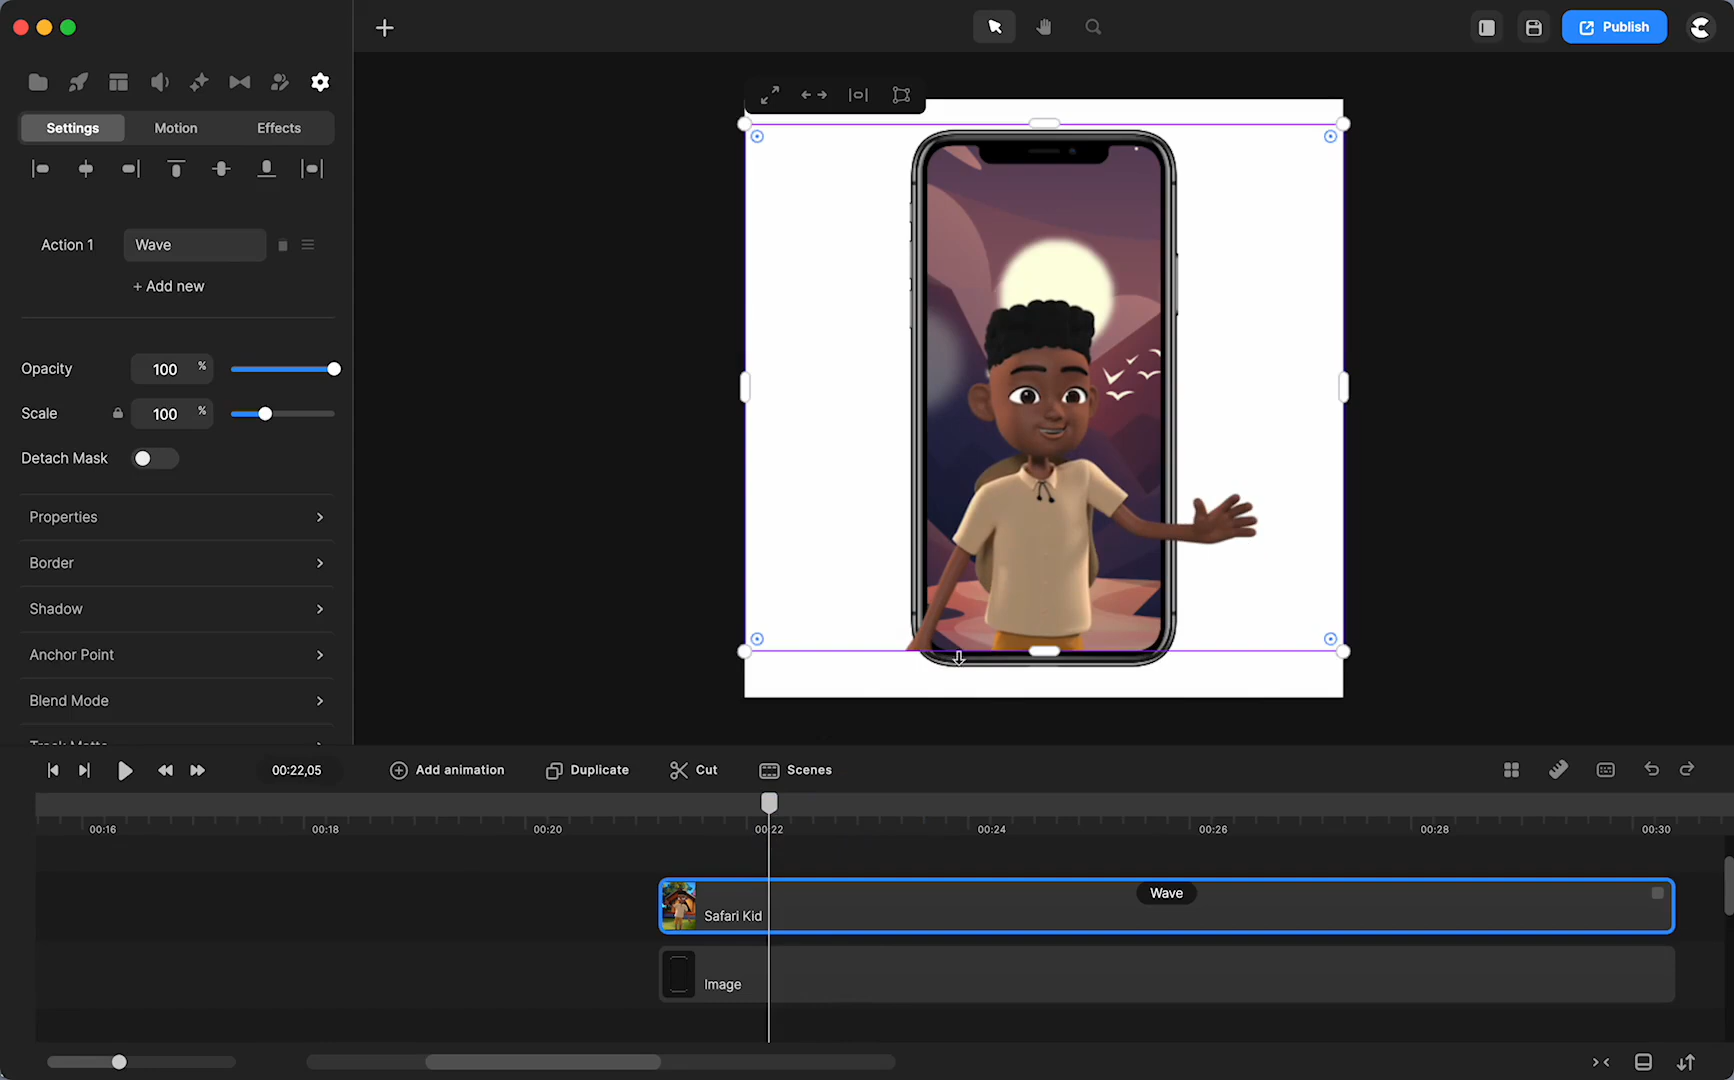 Publish
Settings
Motion
Effects
Action 1
Wave
+ Add new
Opacity
100
%
Scale
100
%
Detach Mask
Properties
Border
Shadow
Anchor Point
Blend Mode
00:22,05
Add animation
Duplicate
Cut
Scenes
00:16
00:18
00:20
00:22
00:24
00:26
00:28
00:30
Wave
Safari Kid
Image